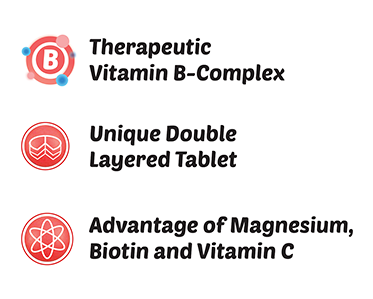 B
Therapeutic
Vitamin B-Complex
Unique Double
Layered Tablet
Advantage of Magnesium,
Biotin and Vitamin C